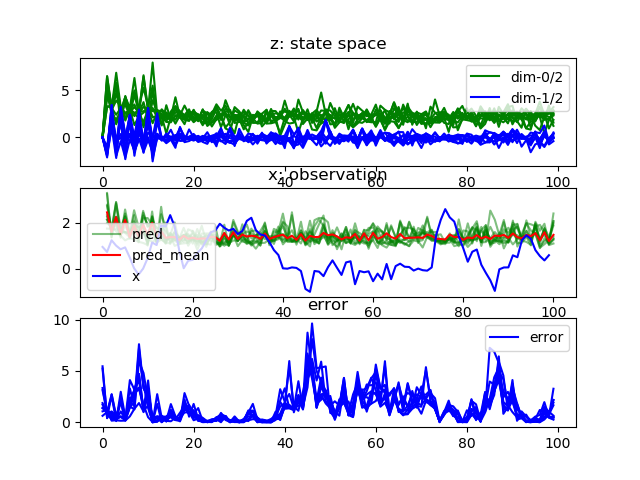 z: state space
5
0
dim-0/2
dim-1/2
0 20 40 60 80 100
x: observation
2
0
pred
pred_mean
x
0 20 40 60 80 100
error
10
5
0
error
0 20 40 60 80 100